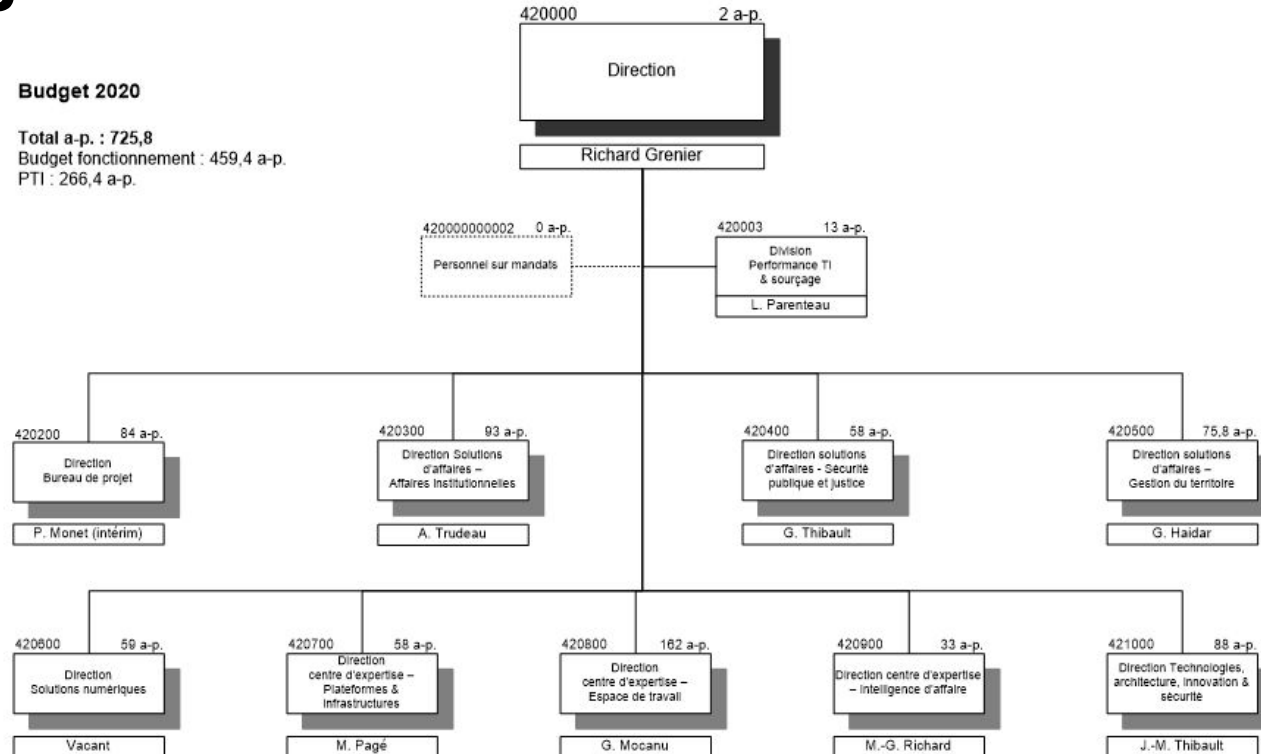 420000 2 a-p.
Direction
Richard Grenier
Budget 2020
Total a-p. : 725,8
Budget fonctionnement : 459,4 a-p.
PTI : 266,4 a-p.
420000000002 0 a-p.
Personnel sur mandats
420003 13 a-p.
Division
Performance TI
& sourçage
L. Parenteau
420200 84 a-p.
Direction
Bureau de projet
P. Monet (intérim)
420300 93 a-p.
Direction Solutions
d'affaires –
Affaires Institutionnelles
A. Trudeau
420400 58 a-p.
Direction solutions
d'affaires - Sécurité
publique et justice
G. Thibault
420500 75,8 a-p.
Direction solutions
d'affaires –
Gestion du territoire
G. Haidar
420600 59 a-p.
Direction
Solutions numériques
Vacant
420700 58 a-p.
Direction
centre d'expertise –
Plateformes &
Infrastructures
M. Pagé
420800 162 a-p.
Direction
centre d'expertise –
Espace de travail
G. Mocanu
420900 33 a-p.
Direction centre d'expertise
– Intelligence d'affaire
M.-G. Richard
421000 88 a-p.
Direction Technologies,
architecture, Innovation &
sécurité
J.-M. Thibault